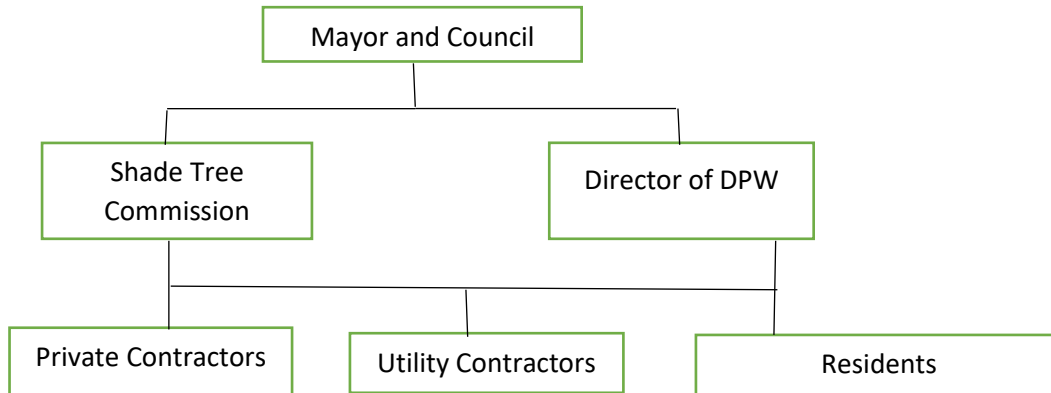 Mayor and Council
Shade Tree
Commission
Director of DPW
Private Contractors
Utility Contractors
Residents